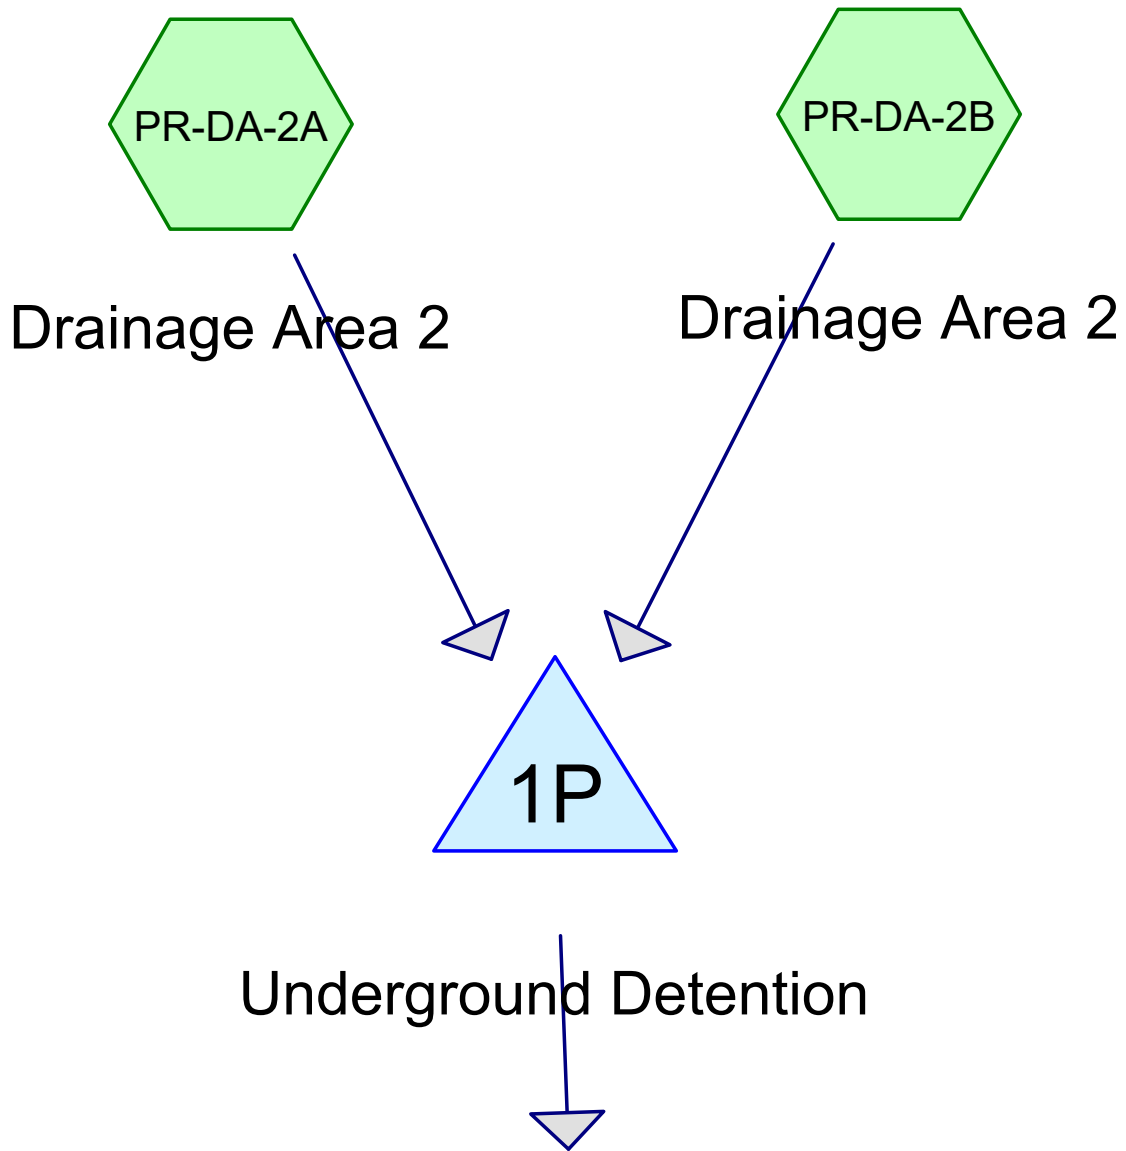 PR-DA-2A
PR-DA-2B
Drainage Area 2
Drainage Area 2
1P
Underground Detention